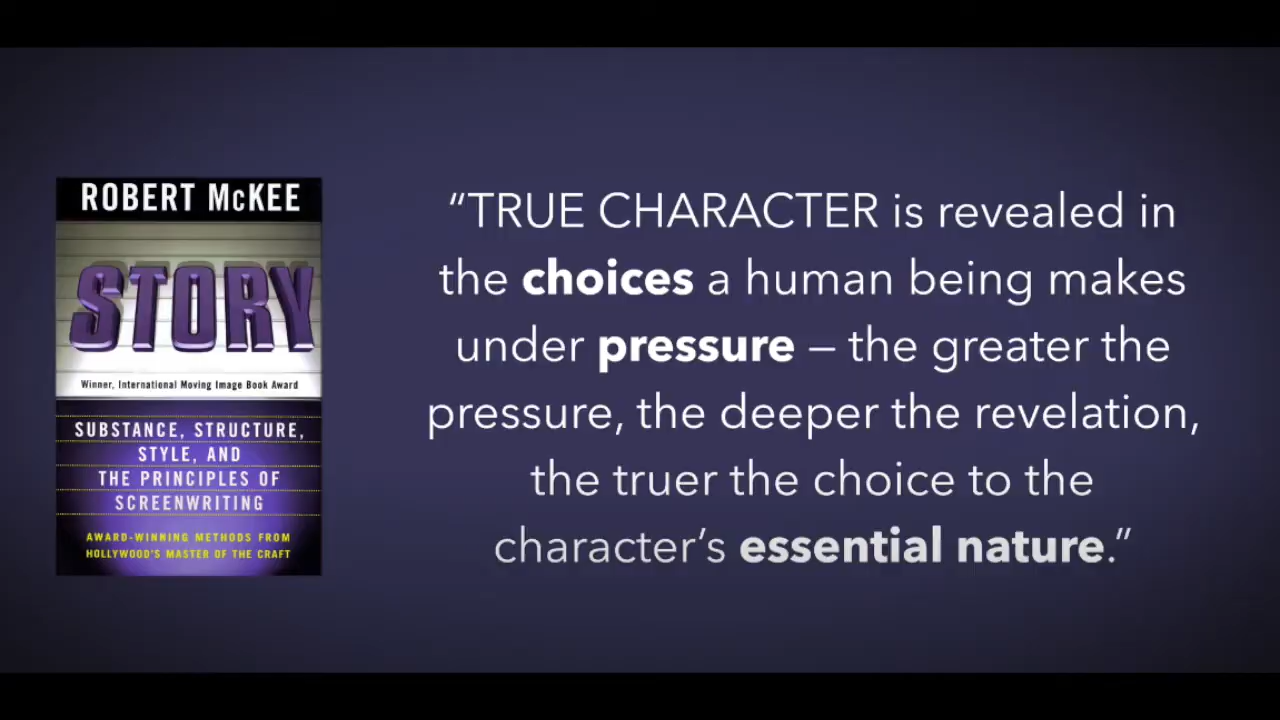 ROBERT McKEE
STORY
Winner, International Moving Image Book Award
SUBSTANCE, STRUCTURE,
STYLE, AND
THE PRINCIPLES OF
SCREENWRITING
AWARD-WINNING METHODS FROM
HOLLYWOOD'S MASTER OF THE CRAFT
“TRUE CHARACTER is revealed in
the choices a human being makes
under pressure – the greater the
pressure, the deeper the revelation,
the truer the choice to the
character’s essential nature.”